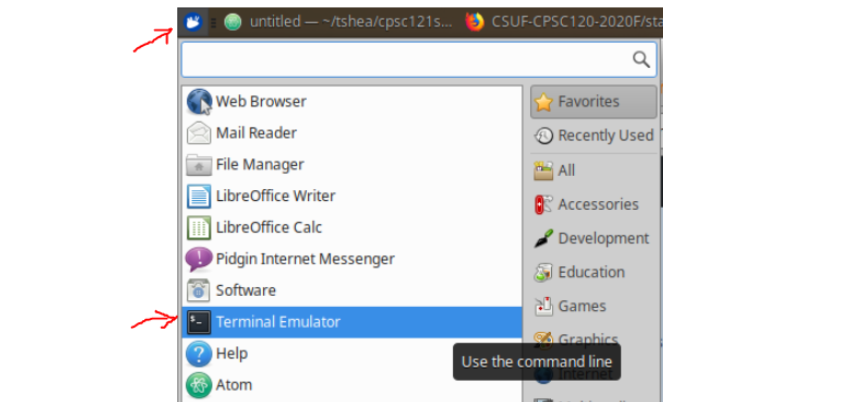 untitled — ~/tshea/cpsc121s... CSUF-CPSC120-2020F/sta
Web Browser
Mail Reader
File Manager
LibreOffice Writer
LibreOffice Calc
Pidgin Internet Messenger
Software
Terminal Emulator
Help
Atom
Favorites
Recently Used
All
Accessories
Development
Education
Games
Graphics
Internet
Use the command line